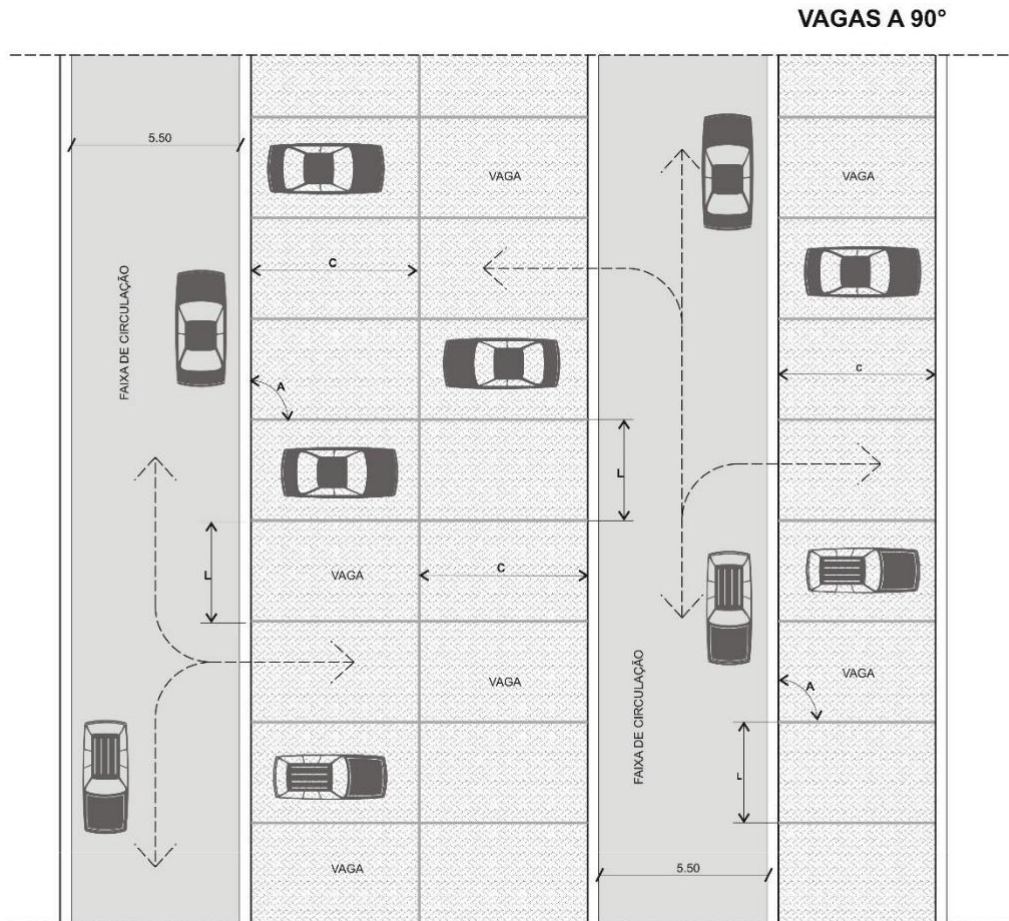 VAGAS A 90°
5.50
VAGA
VAGA
FAIXA DE CIRCULAÇÃO
C
C
A
L
L
VAGA
C
VAGA
VAGA
FAIXA DE CIRCULAÇÃO
A
L
VAGA
5.50